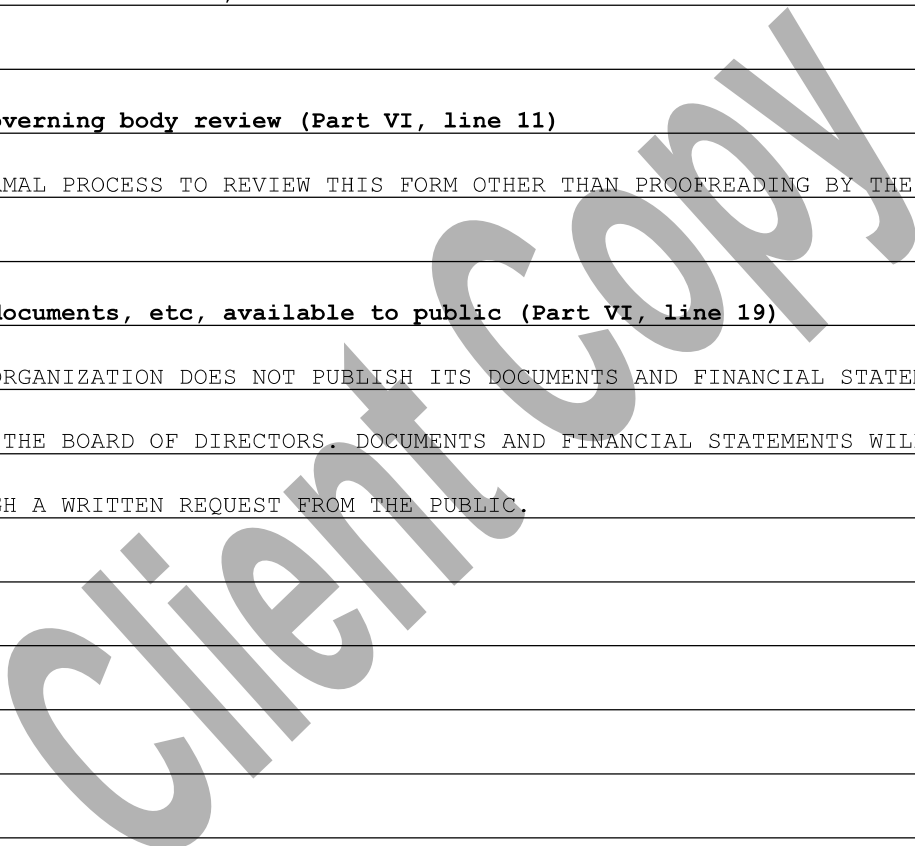 overning body review (Part VI, line 11)
RMAL PROCESS TO REVIEW THIS FORM OTHER THAN PROOFREADING BY THE
documents, etc, available to public (Part VI, line 19)
ORGANIZATION DOES NOT PUBLISH ITS DOCUMENTS AND FINANCIAL STATE
THE BOARD OF DIRECTORS. DOCUMENTS AND FINANCIAL STATEMENTS WIL
GH A WRITTEN REQUEST FROM THE PUBLIC.
Client Copy